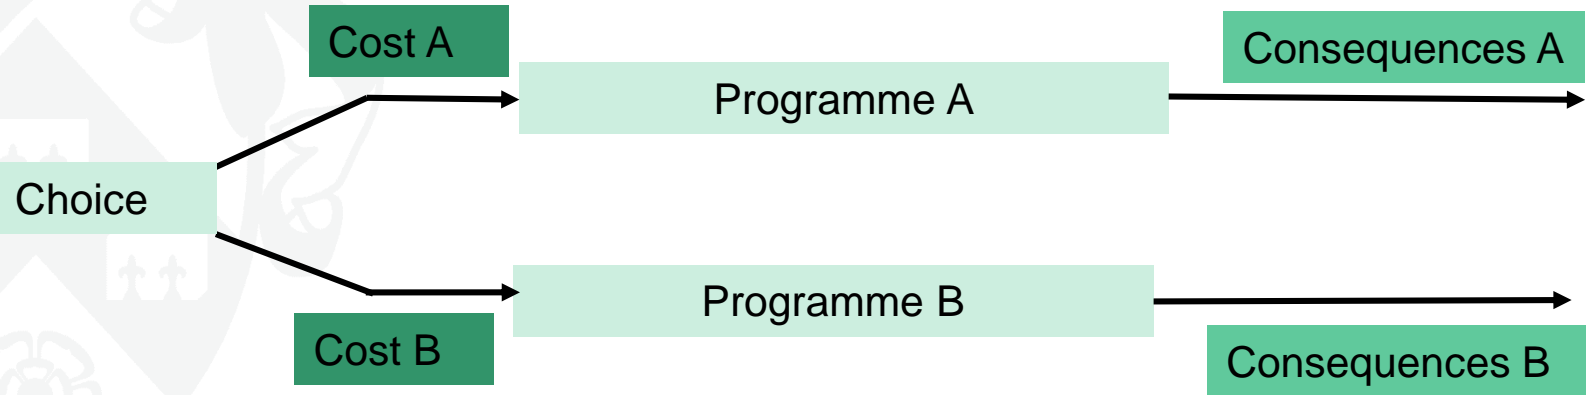 Cost A
Consequences A
Programme A
Choice
Programme B
Cost B
Consequences B